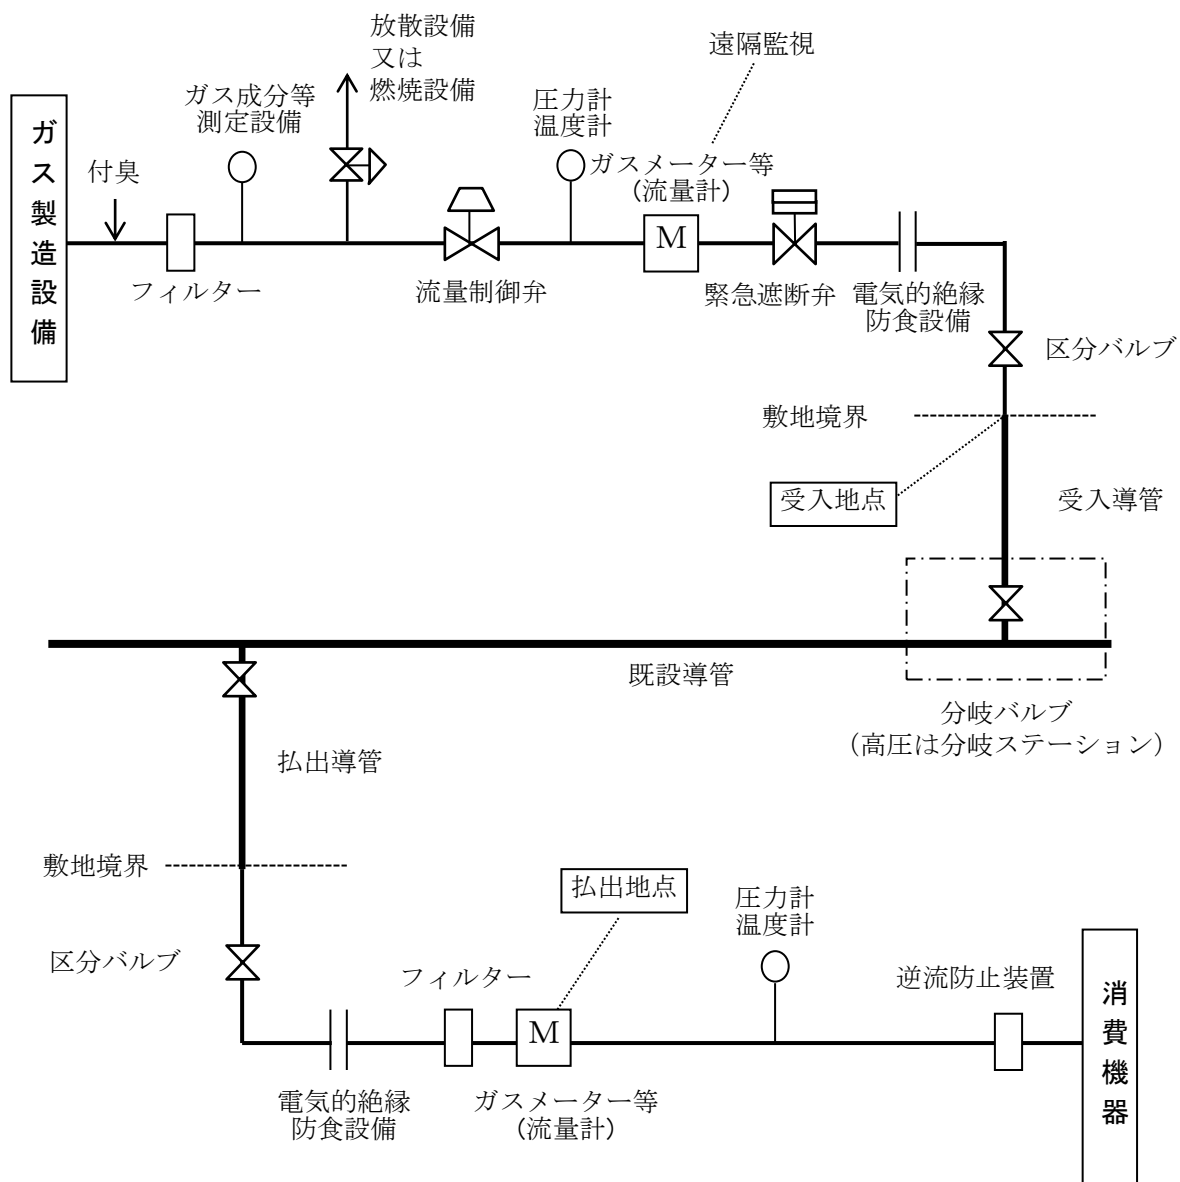 放散設備
又は
燃焼設備
遠隔監視
ガス成分等
測定設備
圧力計
温度計
ガスメーター等
(流量計)
ガス製造設備
付臭
M
フィルター
流量制御弁
緊急遮断弁
電気的絶縁
防食設備
区分バルブ
敷地境界
受入地点
受入導管
既設導管
分岐バルブ
（高圧は分岐ステーション）
払出導管
敷地境界
払出地点
圧力計
温度計
区分バルブ
フィルター
逆流防止装置
消費機器
M
電気的絶縁
防食設備
ガスメーター等
(流量計)